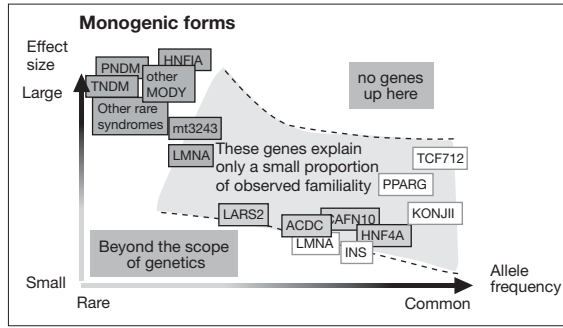 Monogenic forms
Effect
size
Large
PNDM
HNFIA
TNDM
other
MODY
Other rare
syndromes
mt3243
LMNA
no genes
up here
These genes explain
only a small proportion
of observed familiality
TCF712
PPARG
KONJII
LARS2
ACDC
CAFN10
HNF4A
LMNA
INS
Beyond the scope
of genetics
Small
Rare
Common
Allele
frequency